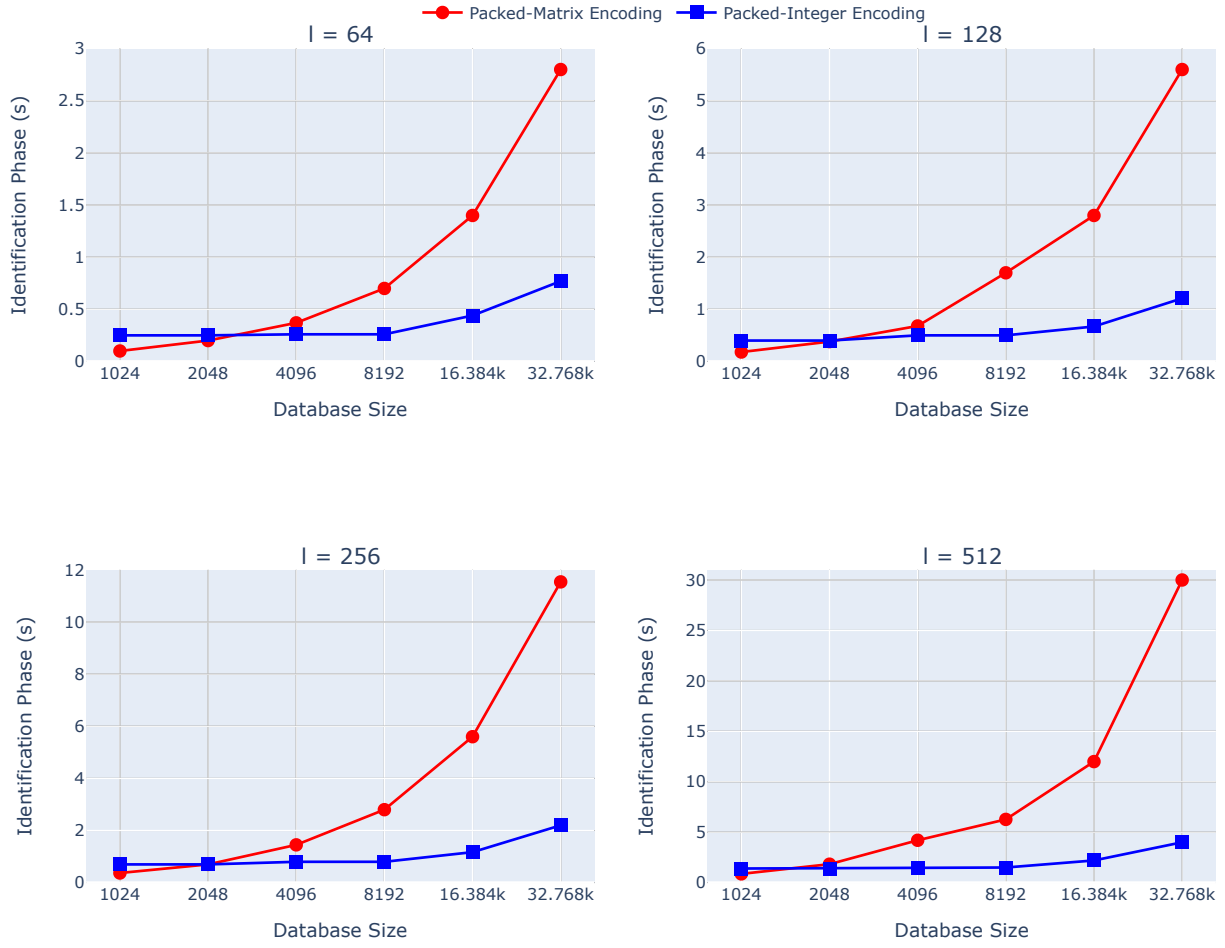 Packed-Matrix Encoding Packed-Integer Encoding
l = 64
Identification Phase (s)
3
2.5
2
1.5
1
0.5
0
1024 2048 4096 8192 16.384k 32.768k
Database Size
l = 128
Identification Phase (s)
6
5
4
3
2
1
0
1024 2048 4096 8192 16.384k 32.768k
Database Size
l = 256
Identification Phase (s)
12
10
8
6
4
2
0
1024 2048 4096 8192 16.384k 32.768k
Database Size
l = 512
Identification Phase (s)
30
25
20
15
10
5
0
1024 2048 4096 8192 16.384k 32.768k
Database Size